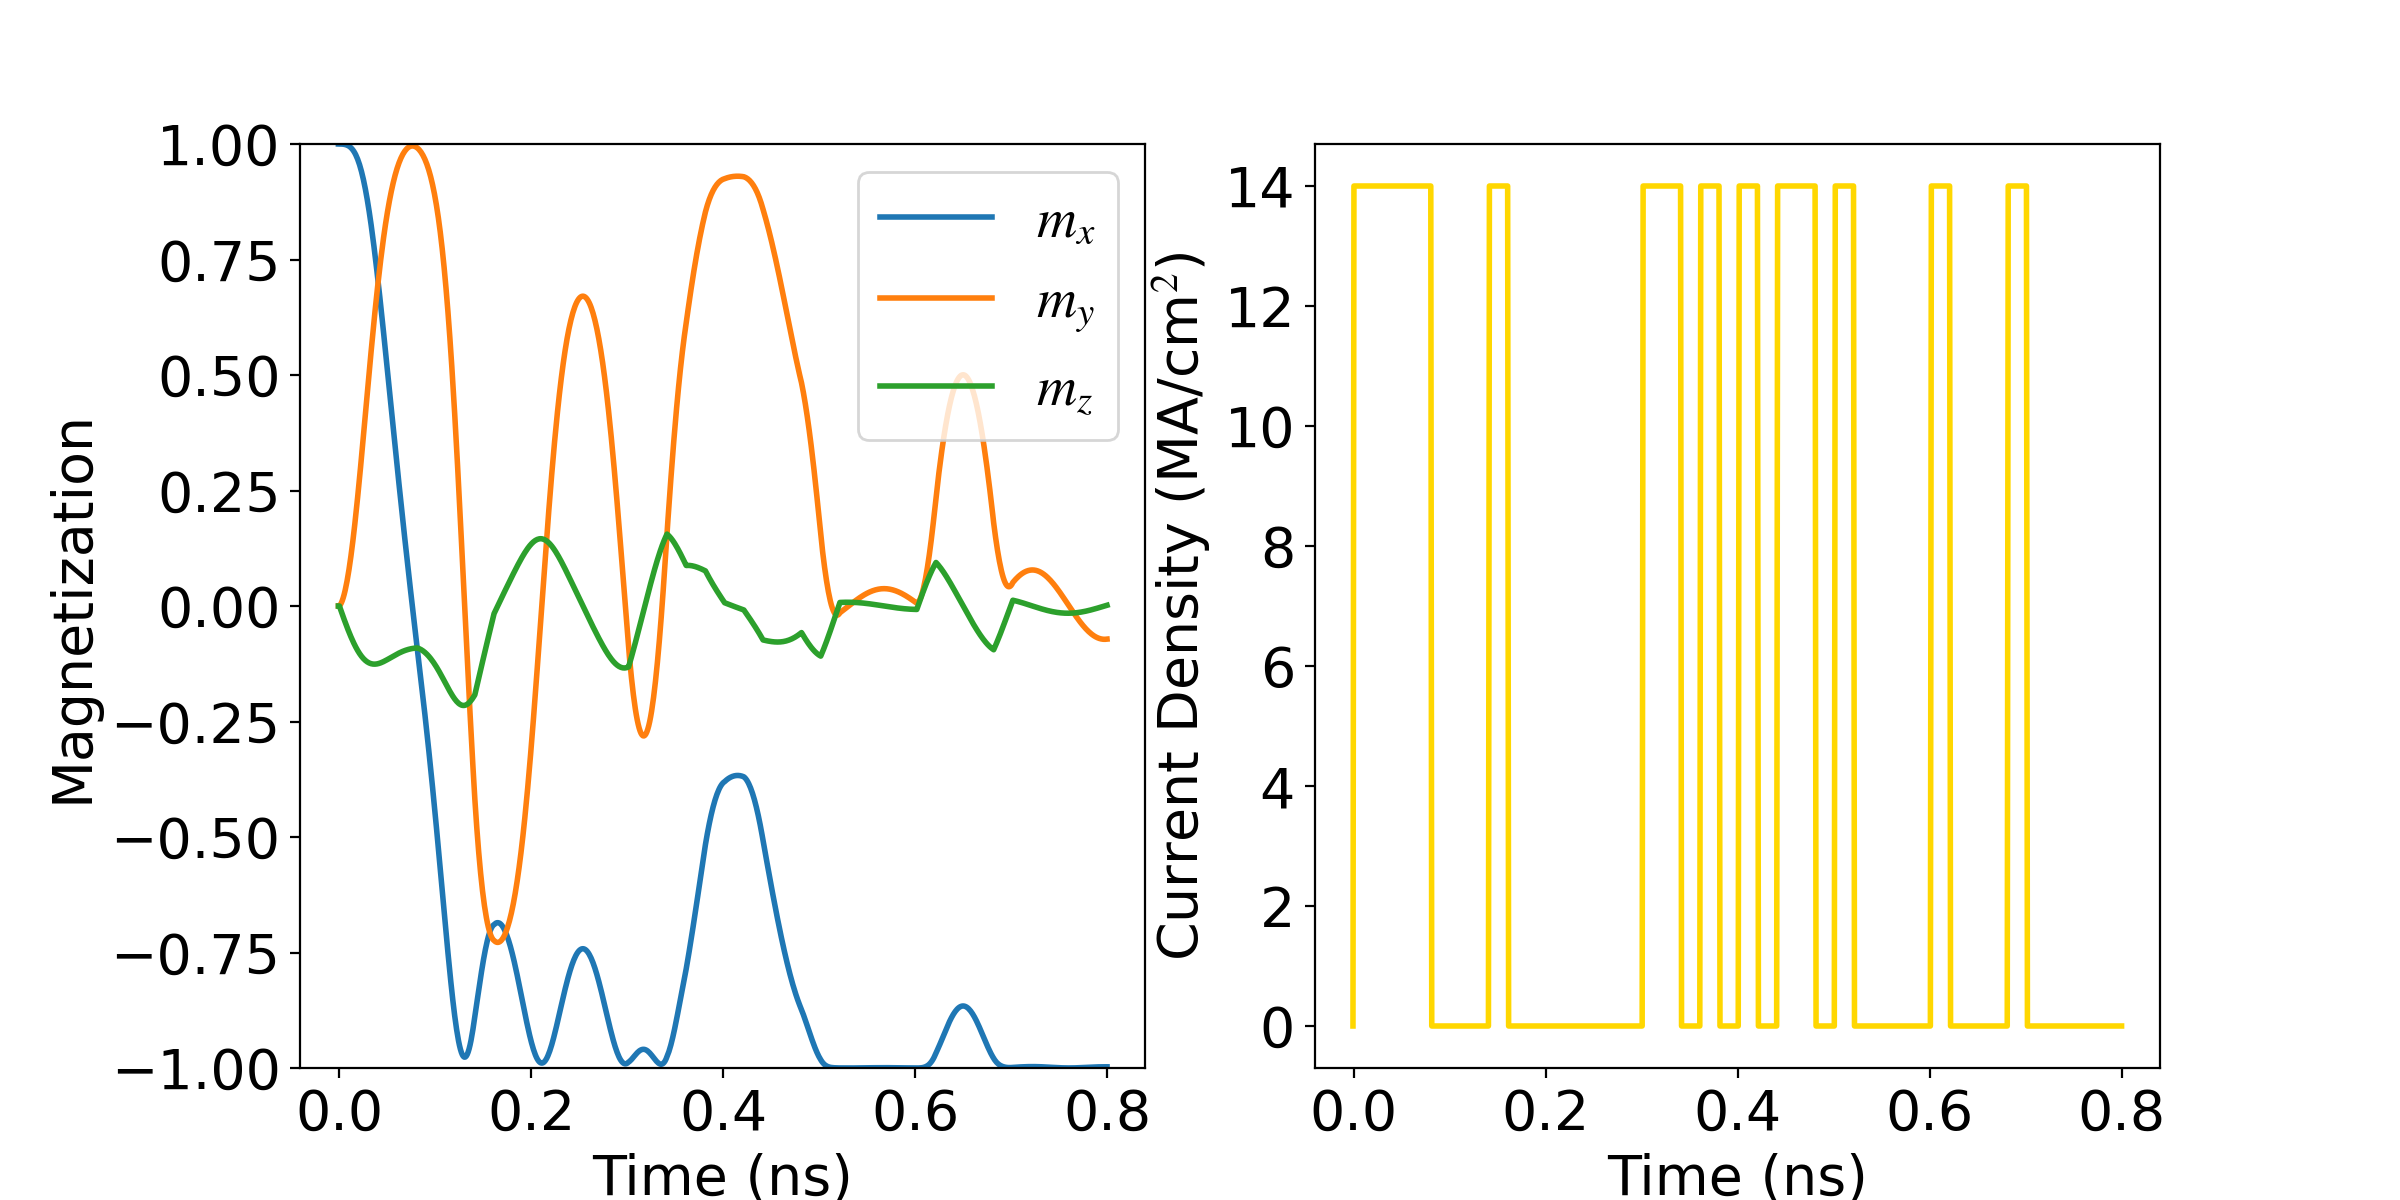 1.00
0.75
0.50
0.25
0.00
−0.25
−0.50
−0.75
−1.00
Magnetization
0.0 0.2 0.4 0.6 0.8
Time (ns)
m_x
m_y
m_z
14
12
10
8
6
4
2
0
Current Density (MA/cm²)
0.0 0.2 0.4 0.6 0.8
Time (ns)